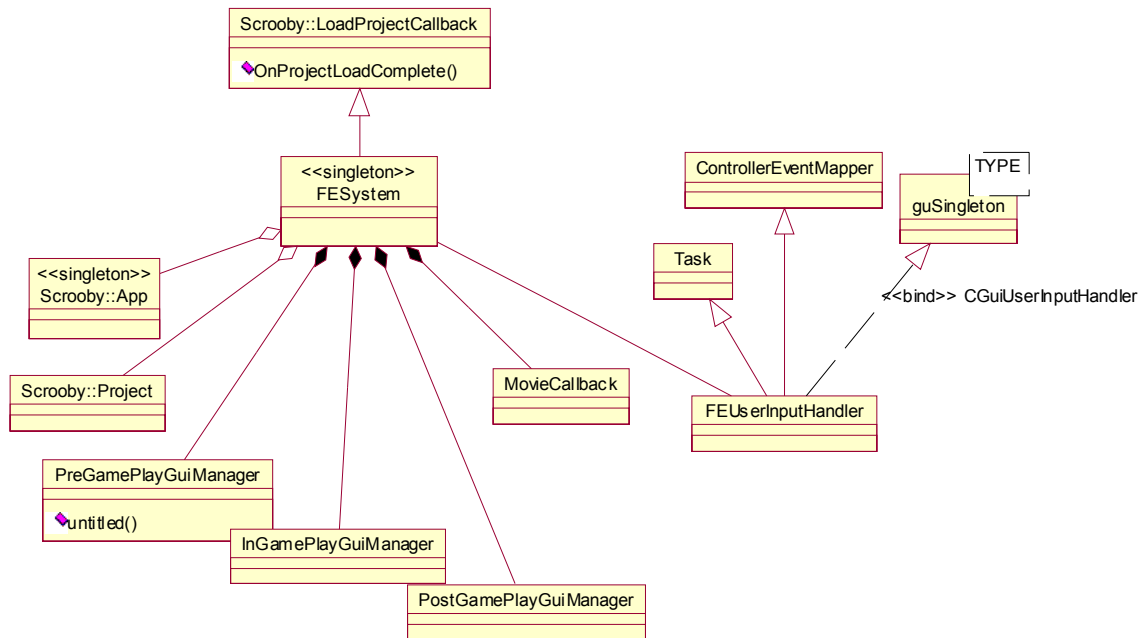 Scrooby::LoadProjectCallback
OnProjectLoadComplete()
<<singleton>>
FESystem
ControllerEventMapper
TYPE
guSingleton
<<singleton>>
Scrooby::App
Task
<<bind>> CGuiUserInputHandler
Scrooby::Project
MovieCallback
FEUserInputHandler
PreGamePlayGuiManager
untitled()
InGamePlayGuiManager
PostGamePlayGuiManager